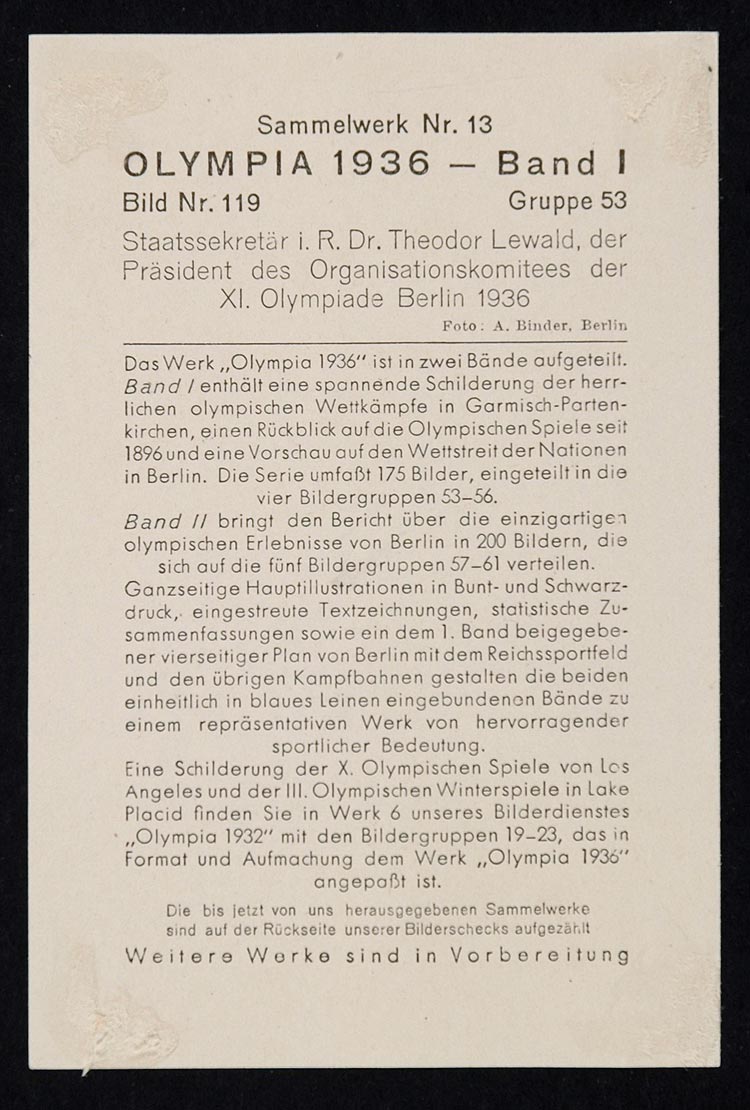 Sammelwerk Nr. 13
OLYMPIA 1936 — Band I
Bild Nr. 119 Gruppe 53
Staatssekretär i. R. Dr. Theodor Lewald, der
Präsident des Organisationskomitees der
XI. Olympiade Berlin 1936
Foto: A. Binder, Berlin
Das Werk „Olympia 1936“ ist in zwei Bände aufgeteilt.
Band I enthält eine spannende Schilderung der herr-
lichen olympischen Wettkämpfe in Garmisch-Parten-
kirchen, einen Rückblick auf die Olympischen Spiele seit
1896 und eine Vorschau auf den Wettstreit der Nationen
in Berlin. Die Serie umfaßt 175 Bilder, eingeteilt in die
vier Bildergruppen 53–56.
Band II bringt den Bericht über die einzigartigen
olympischen Erlebnisse von Berlin in 200 Bildern, die
sich auf die fünf Bildergruppen 57–61 verteilen.
Ganzseitige Hauptillustrationen in Bunt- und Schwarz-
druck, eingestreute Textzeichnungen, statistische Zu-
sammenfassungen sowie ein dem 1. Band beigegebe-
ner vierseitiger Plan von Berlin mit dem Reichssportfeld
und den übrigen Kampfbahnen gestalten die beiden
einheitlich in blaues Leinen eingebundenen Bände zu
einem repräsentativen Werk von hervorragender
sportlicher Bedeutung.
Eine Schilderung der X. Olympischen Spiele von Los
Angeles und der III. Olympischen Winterspiele in Lake
Placid finden Sie in Werk 6 unseres Bilderdienstes
„Olympia 1932“ mit den Bildergruppen 19–23, das in
Format und Aufmachung dem Werk „Olympia 1936“
angepaßt ist.
Die bis jetzt von uns herausgegebenen Sammelwerke
sind auf der Rückseite unserer Bilderschecks aufgezählt
Weitere Werke sind in Vorbereitung